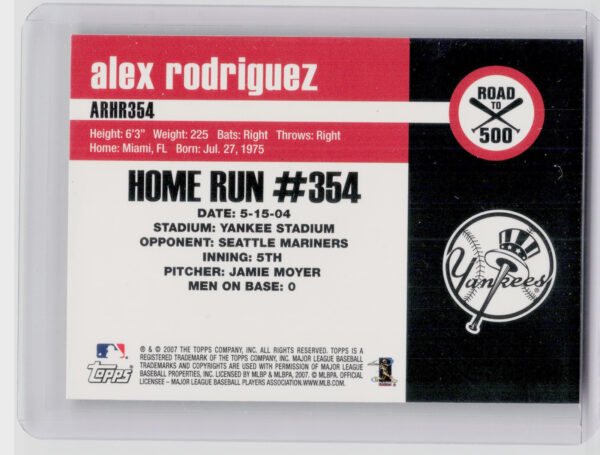 alex rodriguez
ARHR354
Height: 6'3" Weight: 225 Bats: Right Throws: Right
Home: Miami, FL Born: Jul. 27, 1975
ROAD
TO
500
HOME RUN #354
DATE: 5-15-04
STADIUM: YANKEE STADIUM
OPPONENT: SEATTLE MARINERS
INNING: 5TH
PITCHER: JAMIE MOYER
MEN ON BASE: 0
Yankees
® & © 2007 THE TOPPS COMPANY, INC. ALL RIGHTS RESERVED. TOPPS IS A
REGISTERED TRADEMARK OF THE TOPPS COMPANY, INC. MAJOR LEAGUE BASEBALL
TRADEMARKS AND COPYRIGHTS ARE USED WITH PERMISSION OF MAJOR LEAGUE
BASEBALL PROPERTIES, INC. LICENSED BY MLBP & MLBPA, 2007. © MLBPA, OFFICIAL
LICENSEE – MAJOR LEAGUE BASEBALL PLAYERS ASSOCIATION.WWW.MLB.COM.
Topps